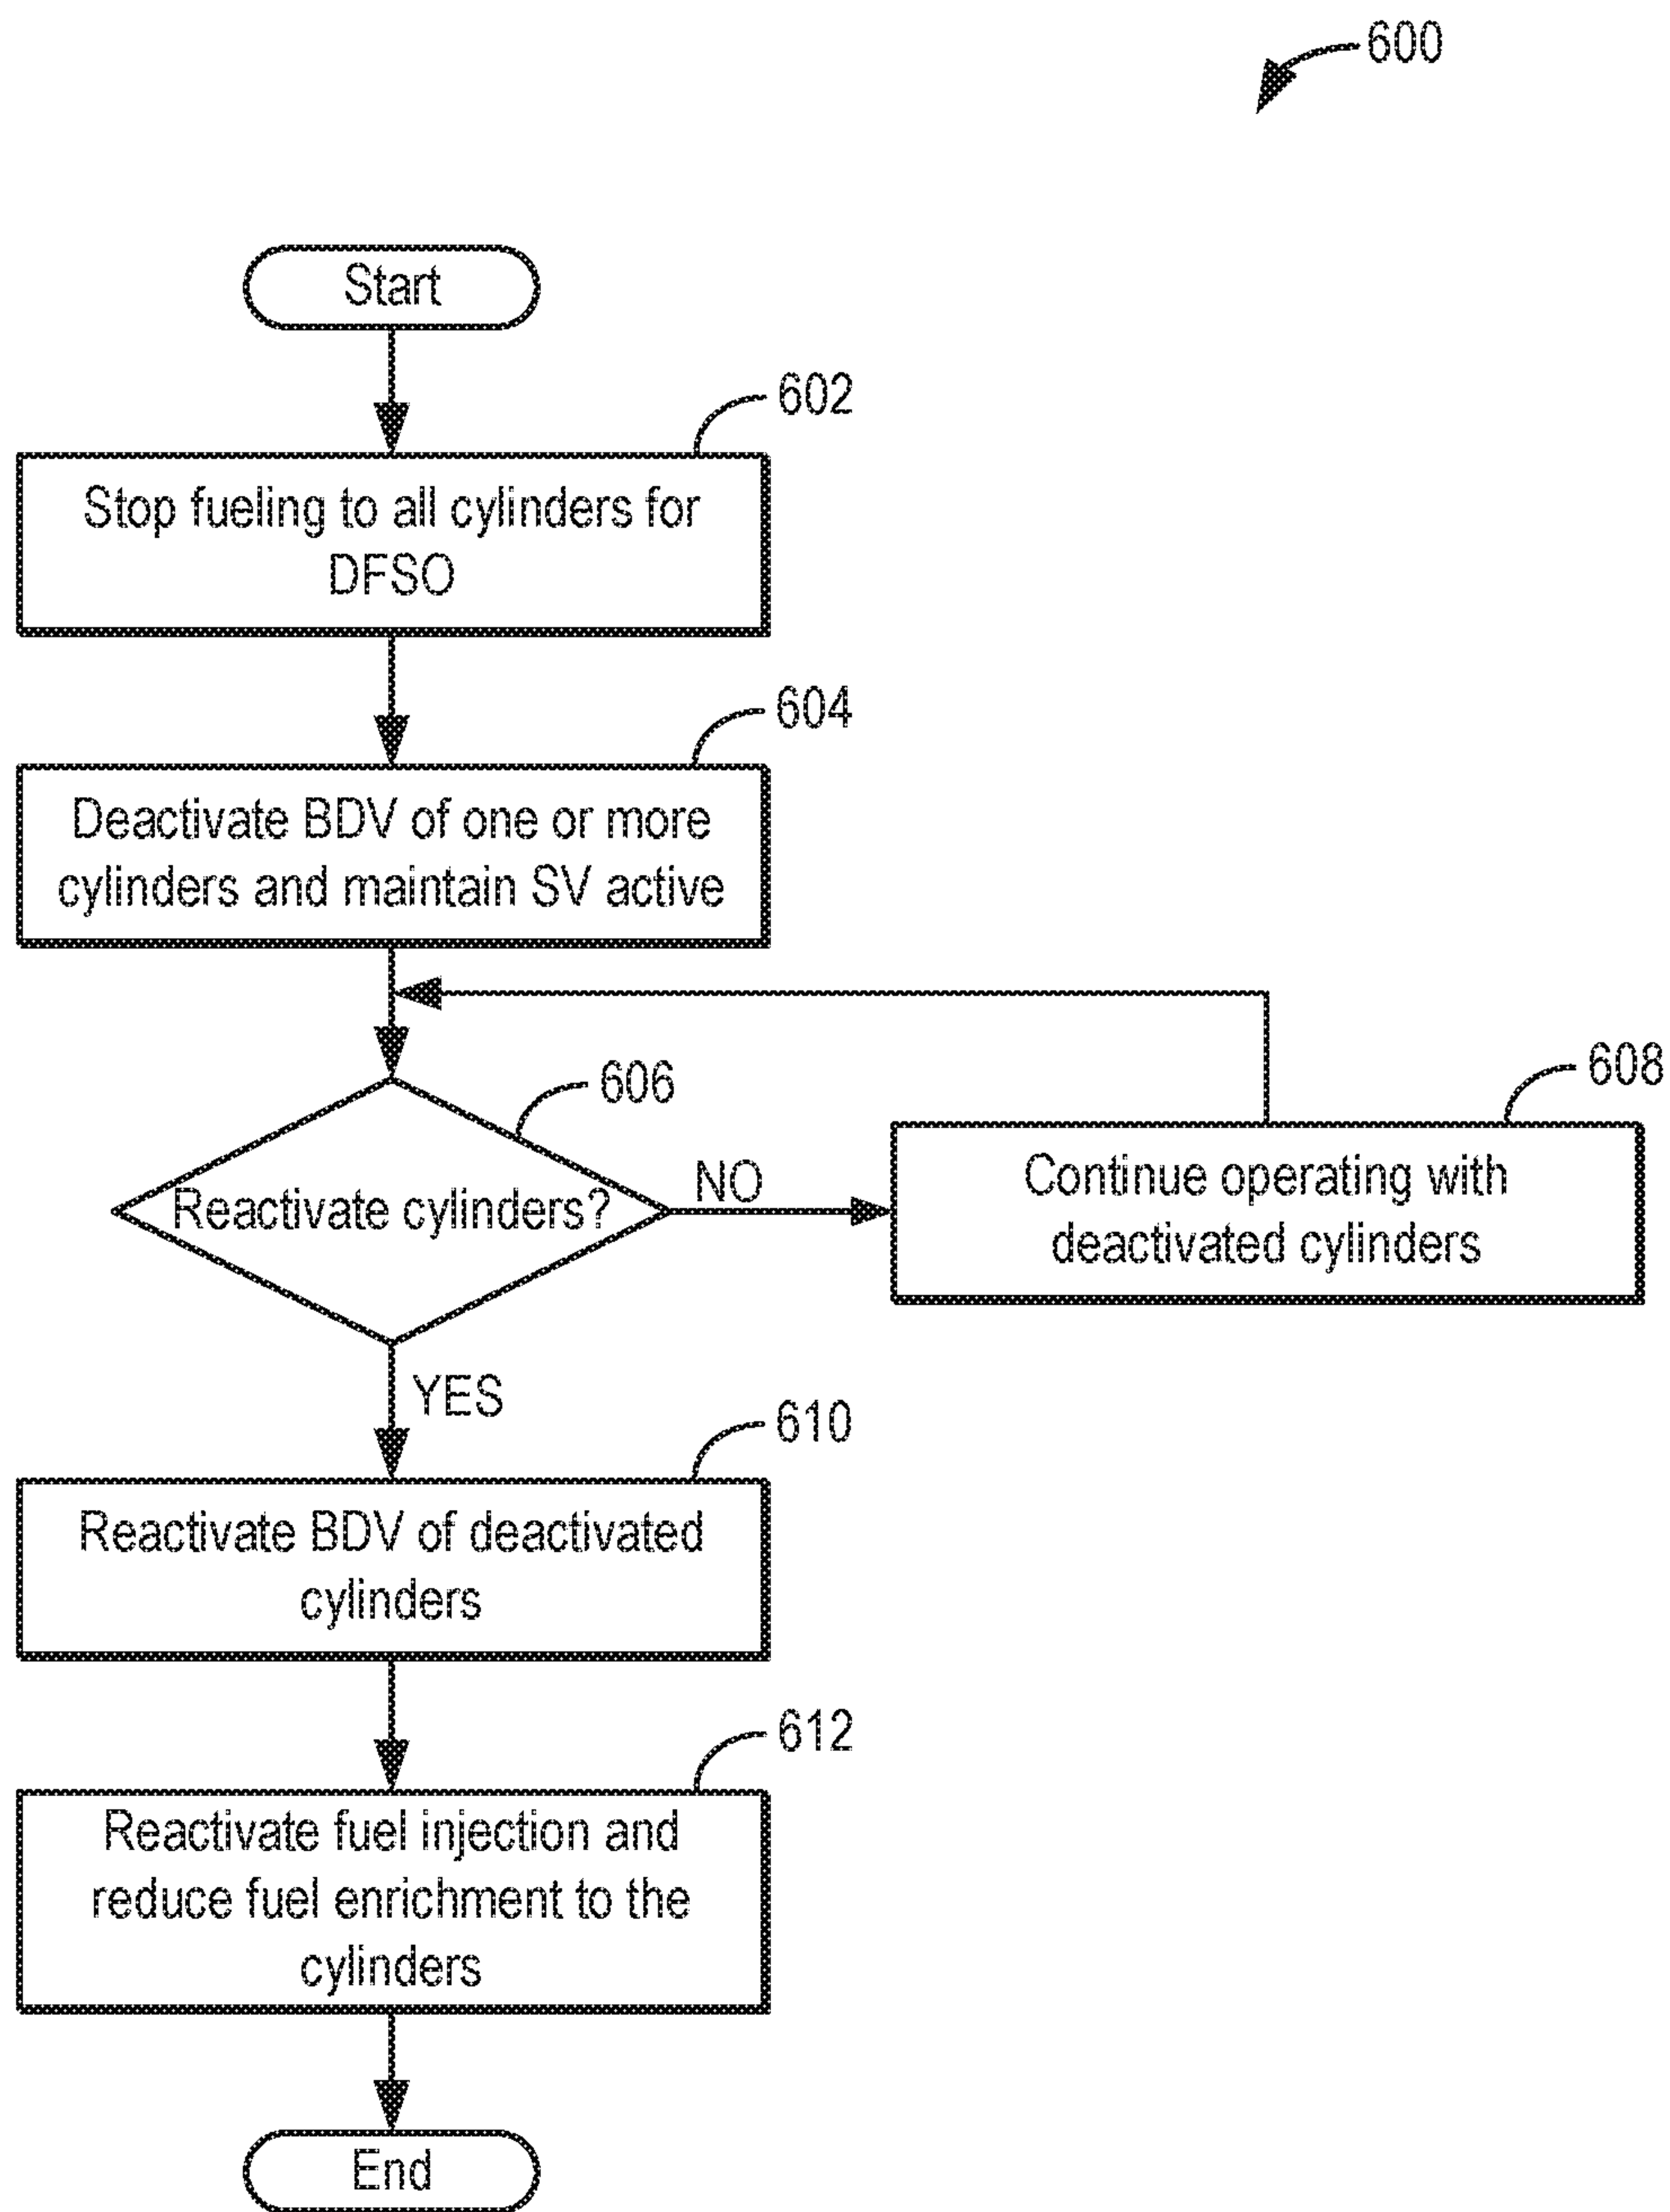 600
Start
602
Stop fueling to all cylinders for
DFSO
604
Deactivate BDV of one or more
cylinders and maintain SV active
606
Reactivate cylinders?
NO
608
Continue operating with
deactivated cylinders
YES
610
Reactivate BDV of deactivated
cylinders
612
Reactivate fuel injection and
reduce fuel enrichment to the
cylinders
End